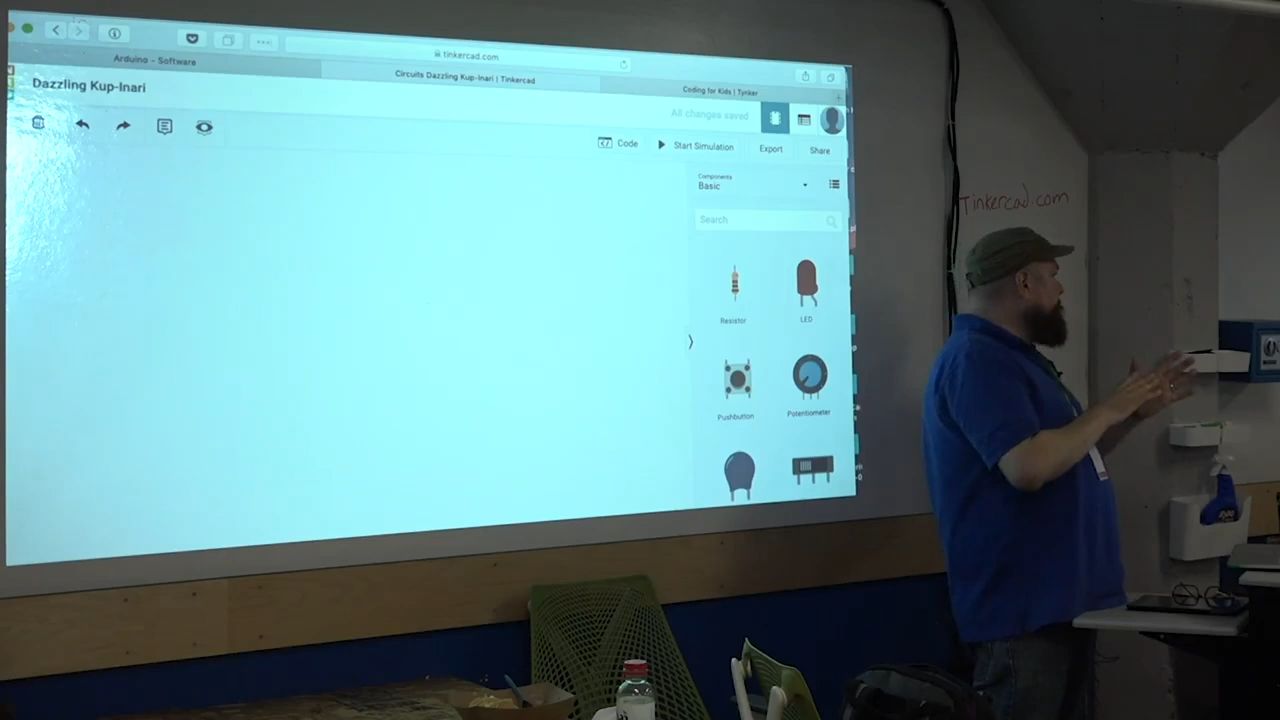 tinkercad.com
Arduino - Software
Circuits Dazzling Kup-Inari | Tinkercad
Coding for Kids | Tynker
Dazzling Kup-Inari
All changes saved
Code
Start Simulation
Export
Share
Components
Basic
Search
Resistor
LED
Pushbutton
Potentiometer
Tinkercad.com